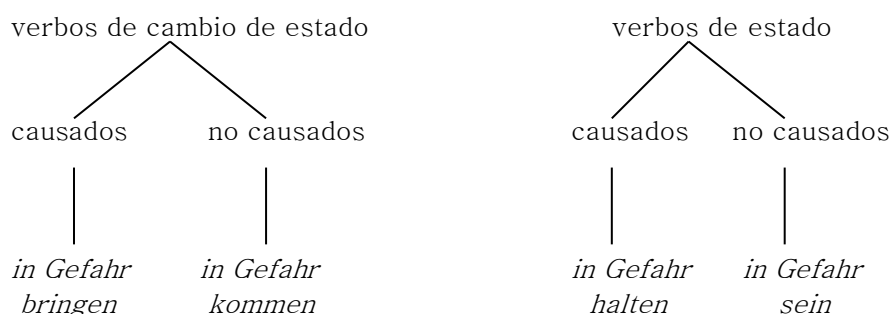 verbos de cambio de estado verbos de estado
causados no causados causados no causados
in Gefahr in Gefahr in Gefahr in Gefahr
bringen kommen halten sein